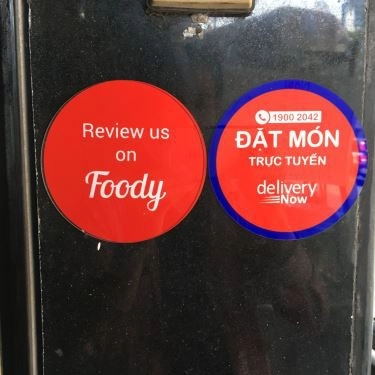 Review us
on
Foody
1900 2042
ĐẶT MÓN
TRỰC TUYẾN
delivery
Now